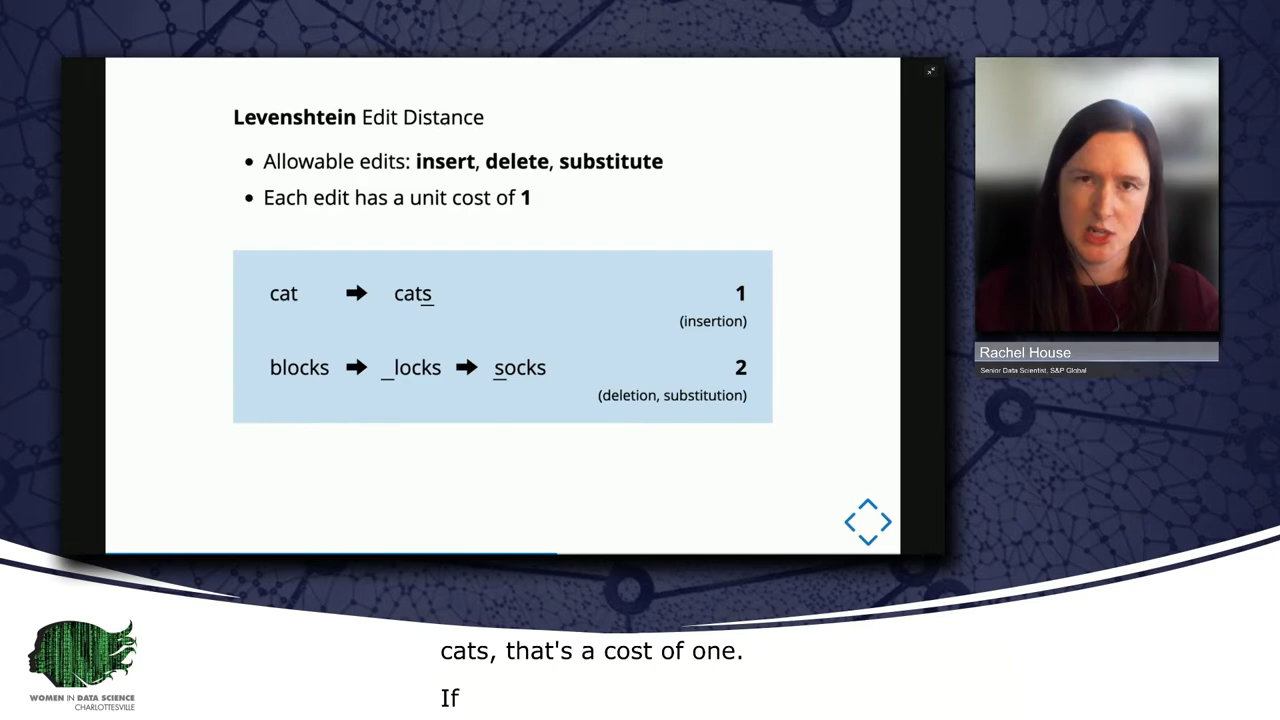 Levenshtein Edit Distance
• Allowable edits: insert, delete, substitute
• Each edit has a unit cost of 1
cat → cats 1
(insertion)
blocks → _locks → socks 2
(deletion, substitution)
Rachel House
Senior Data Scientist, S&P Global
WOMEN IN DATA SCIENCE
CHARLOTTESVILLE
cats, that's a cost of one.
If